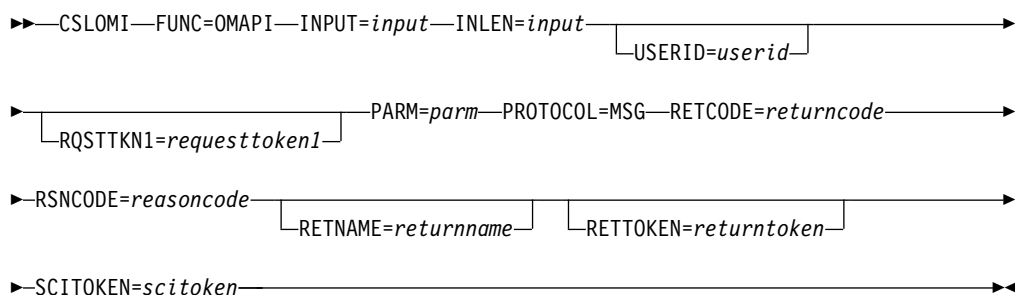 CSLOMI FUNC=OMAPI INPUT=input INLEN=input
USERID=userid
PARM=parm PROTOCOL=MSG RETCODE=returncode
RQSTTKN1=requesttoken1
RSNCODE=reasoncode
RETNAME=returnname RETTOKEN=returntoken
SCITOKEN=scitoken